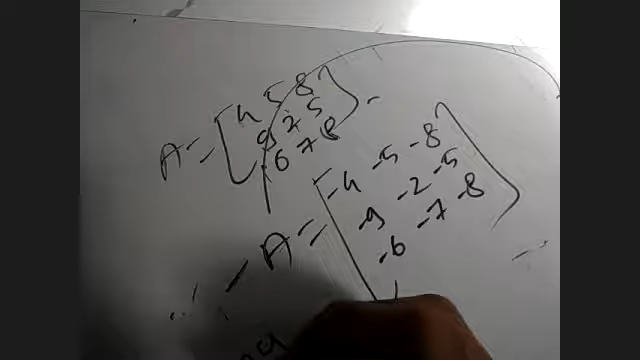 A = [4 5 8
9 2 5
6 7 8]
∴ - A = [-4 -5 -8
-9 -2 -5
-6 -7 -8]